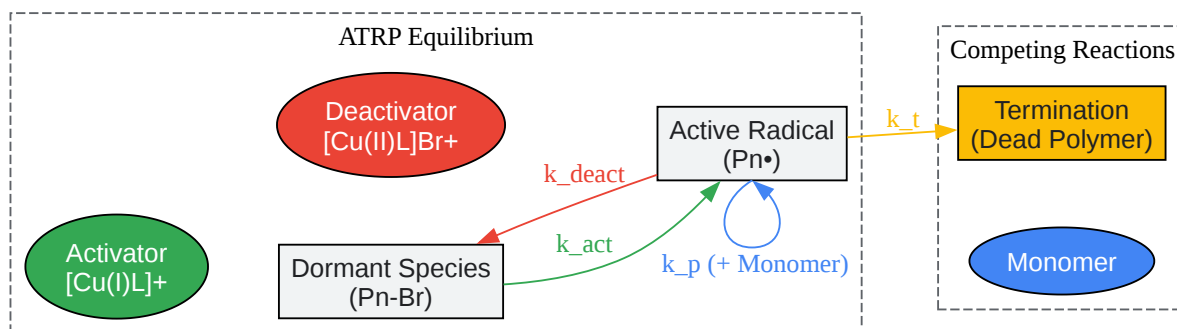 ATRP Equilibrium
Competing Reactions
Deactivator
[Cu(II)L]Br+
Active Radical
(Pn•)
k_t
Termination
(Dead Polymer)
k_deact
Activator
[Cu(I)L]+
Dormant Species
(Pn-Br)
k_act
k_p (+ Monomer)
Monomer